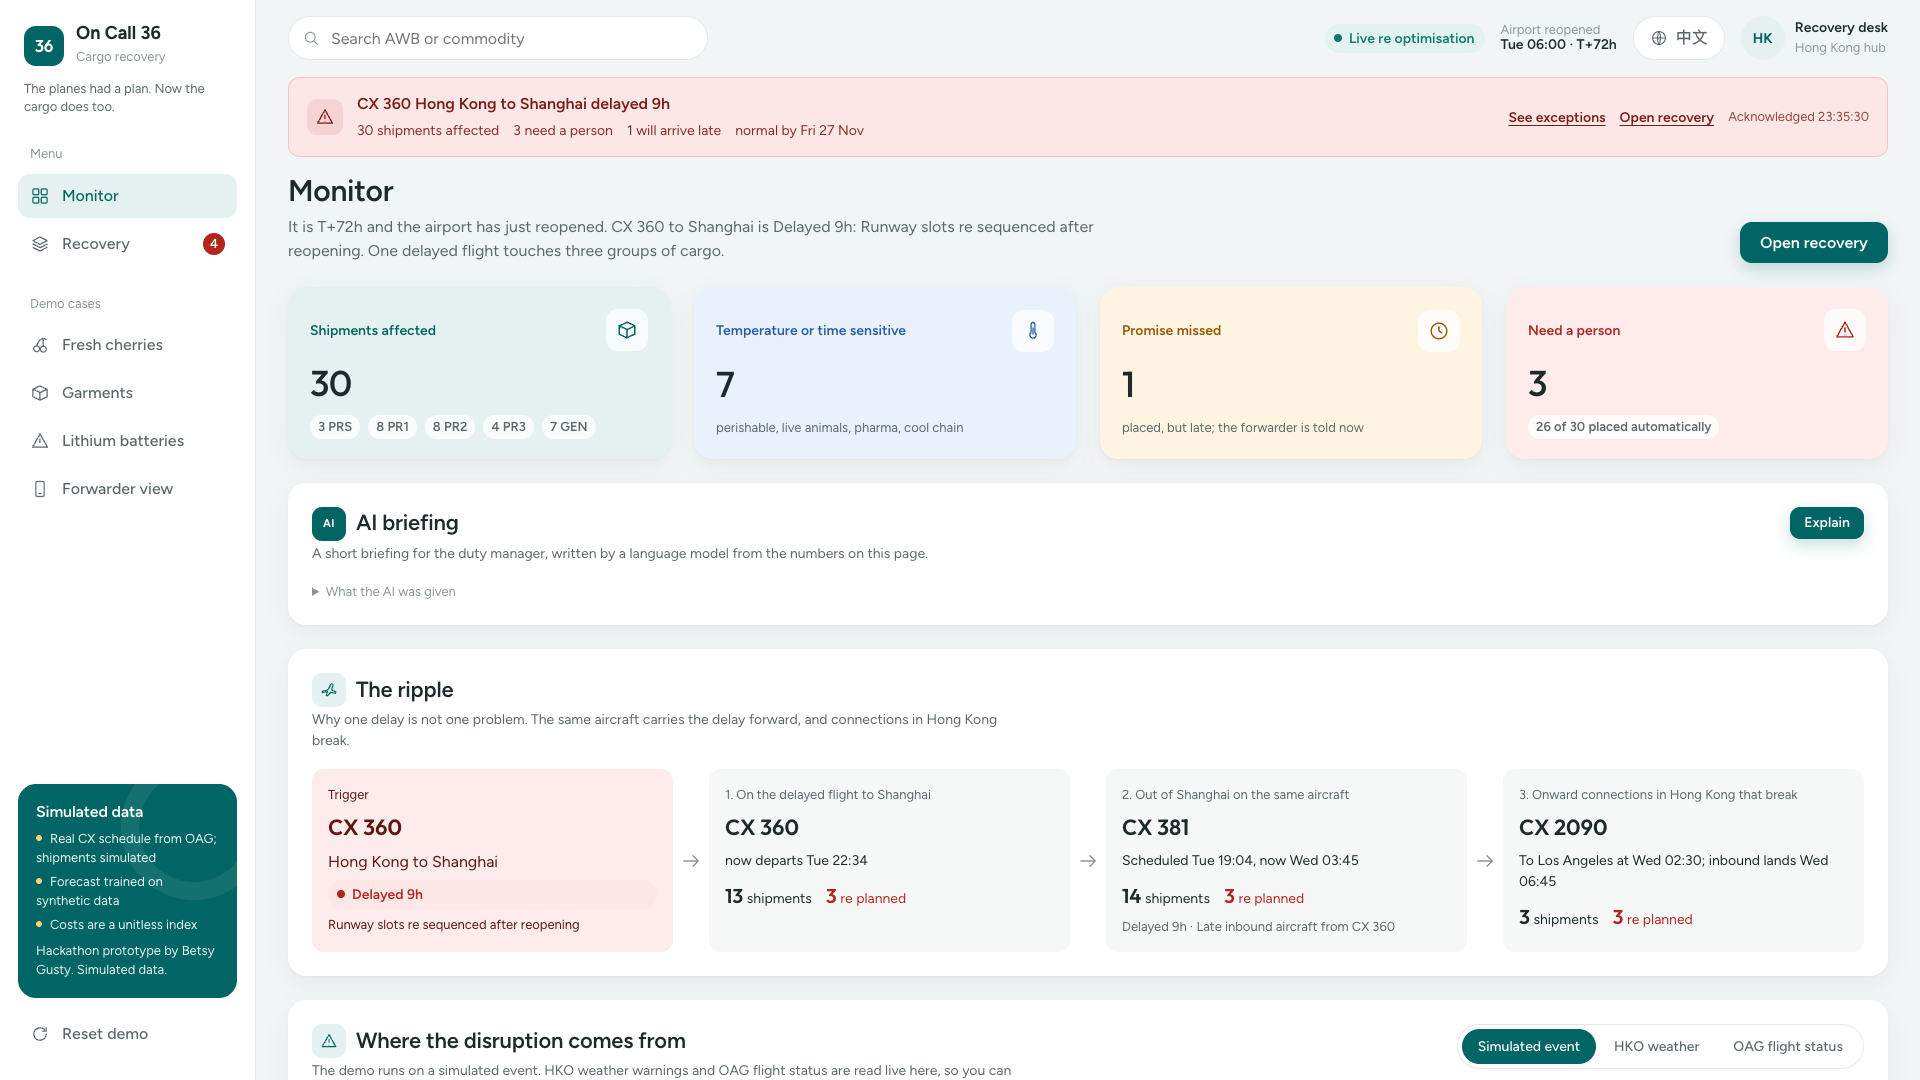 36
On Call 36
Cargo recovery
The planes had a plan. Now the
cargo does too.
Menu
Monitor
Recovery
4
Demo cases
Fresh cherries
Garments
Lithium batteries
Forwarder view
Simulated data
Real CX schedule from OAG;
shipments simulated
Forecast trained on
synthetic data
Costs are a unitless index
Hackathon prototype by Betsy
Gusty. Simulated data.
Reset demo
Search AWB or commodity
Live re optimisation
Airport reopened
Tue 06:00 · T+72h
中文
HK
Recovery desk
Hong Kong hub
CX 360 Hong Kong to Shanghai delayed 9h
30 shipments affected 3 need a person 1 will arrive late normal by Fri 27 Nov
See exceptions Open recovery Acknowledged 23:35:30
Monitor
It is T+72h and the airport has just reopened. CX 360 to Shanghai is Delayed 9h: Runway slots re sequenced after
reopening. One delayed flight touches three groups of cargo.
Open recovery
Shipments affected
30
3 PRS 8 PR1 8 PR2 4 PR3 7 GEN
Temperature or time sensitive
7
perishable, live animals, pharma, cool chain
Promise missed
1
placed, but late; the forwarder is told now
Need a person
3
26 of 30 placed automatically
AI
AI briefing
A short briefing for the duty manager, written by a language model from the numbers on this page.
Explain
What the AI was given
The ripple
Why one delay is not one problem. The same aircraft carries the delay forward, and connections in Hong Kong
break.
Trigger
CX 360
Hong Kong to Shanghai
Delayed 9h
Runway slots re sequenced after reopening
1. On the delayed flight to Shanghai
CX 360
now departs Tue 22:34
13 shipments 3 re planned
2. Out of Shanghai on the same aircraft
CX 381
Scheduled Tue 19:04, now Wed 03:45
14 shipments 3 re planned
Delayed 9h · Late inbound aircraft from CX 360
3. Onward connections in Hong Kong that break
CX 2090
To Los Angeles at Wed 02:30; inbound lands Wed
06:45
3 shipments 3 re planned
Where the disruption comes from
The demo runs on a simulated event. HKO weather warnings and OAG flight status are read live here, so you can
Simulated event HKO weather OAG flight status